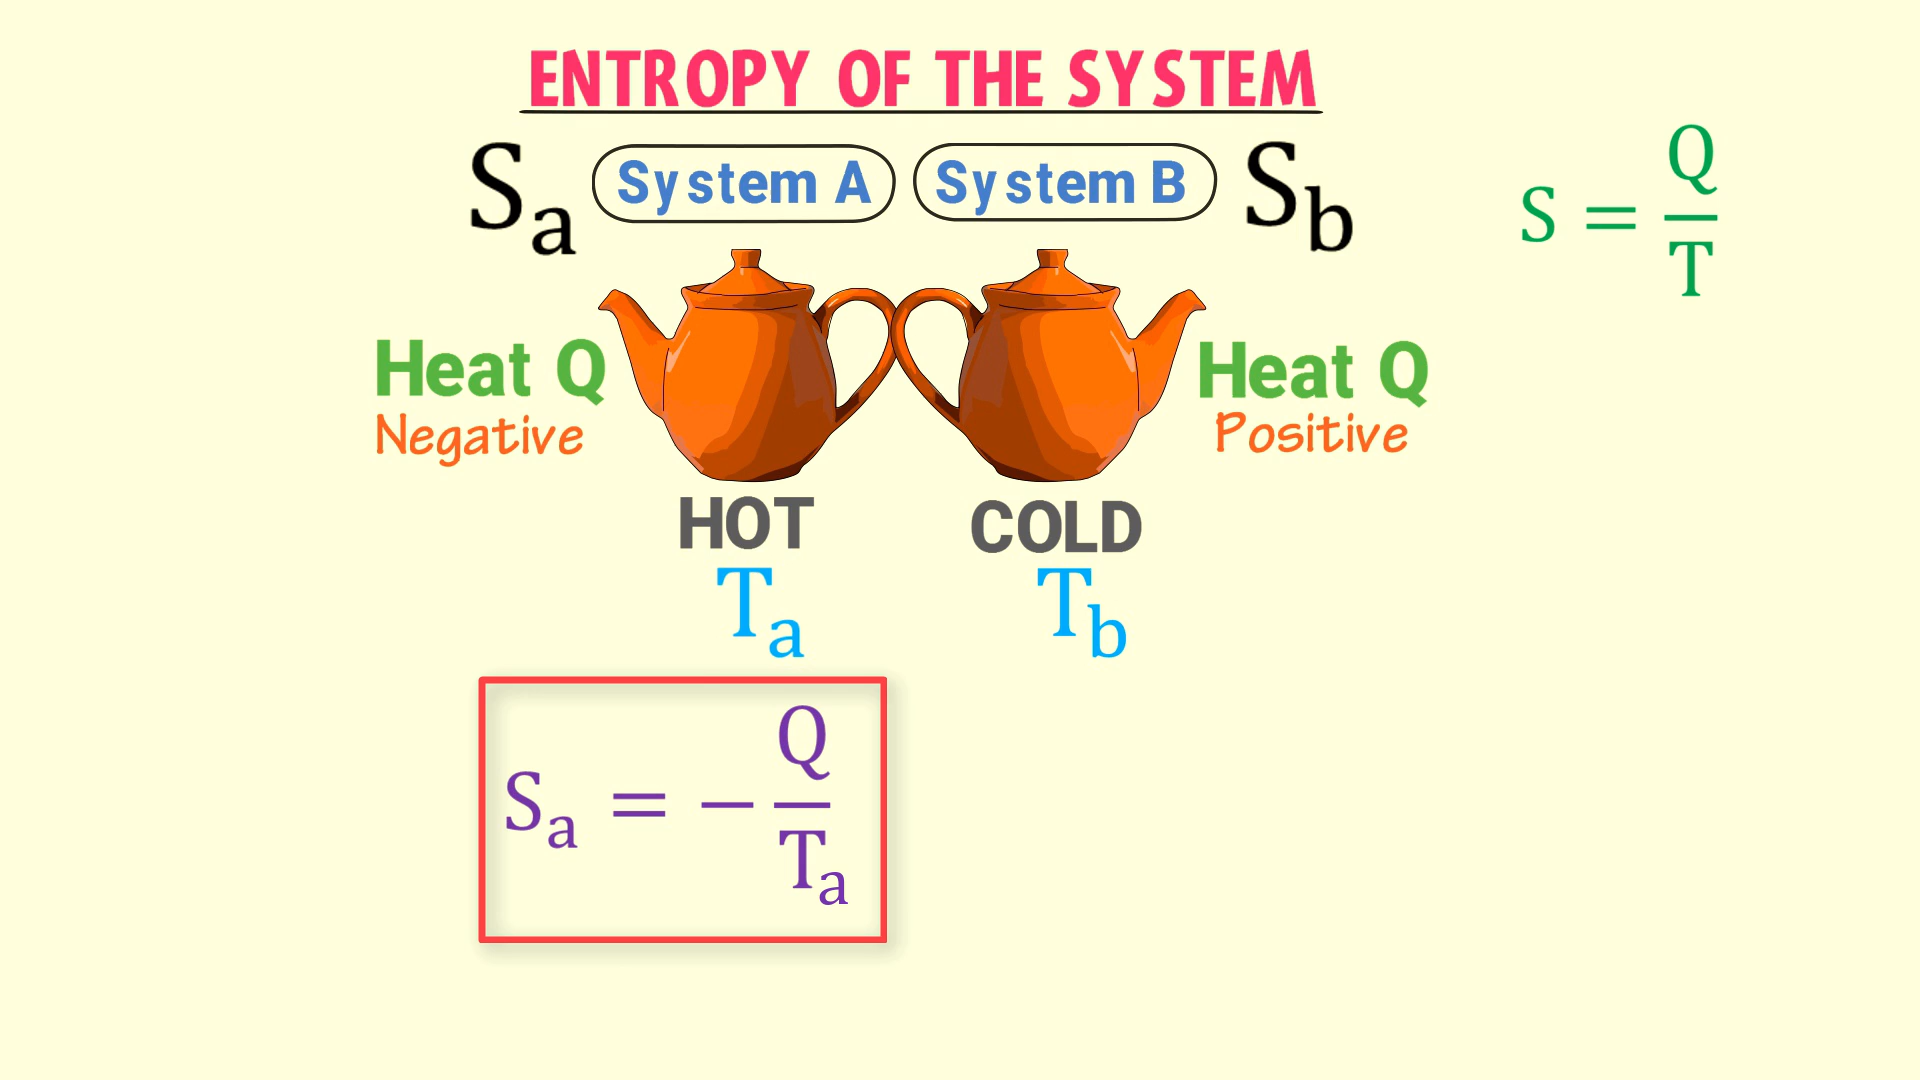 ENTROPY OF THE SYSTEM
Sa System A System B Sb
S = Q/T
Heat Q Heat Q
Negative Positive
HOT COLD
Ta Tb
Sa = − Q/Ta